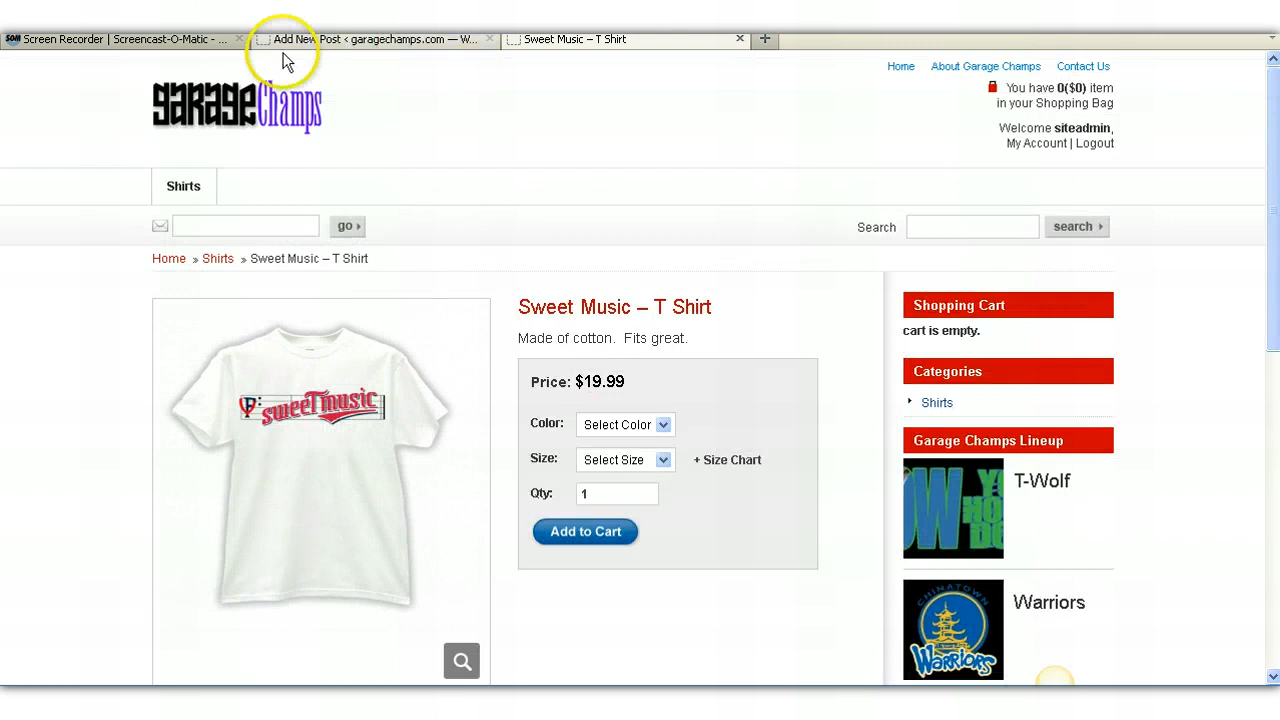 SOM Screen Recorder | Screencast-O-Matic - ...
Add New Post < garagechamps.com — W...
Sweet Music – T Shirt
Home About Garage Champs Contact Us
garageChamps
You have 0($0) item
in your Shopping Bag
Welcome siteadmin,
My Account | Logout
Shirts
go
Search
search
Home » Shirts » Sweet Music – T Shirt
Sweet Music – T Shirt
Made of cotton. Fits great.
Price: $19.99
Color: Select Color
Size: Select Size + Size Chart
Qty: 1
Add to Cart
sweeTmusic
Shopping Cart
cart is empty.
Categories
Shirts
Garage Champs Lineup
T-Wolf
Warriors
CHINATOWN
WARRIORS